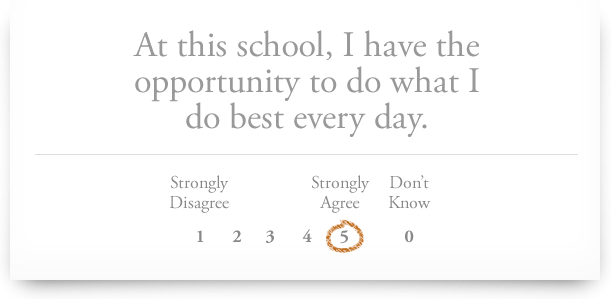 At this school, I have the
opportunity to do what I
do best every day.
Strongly Disagree
Strongly Agree
Don't Know
1 2 3 4 5 0